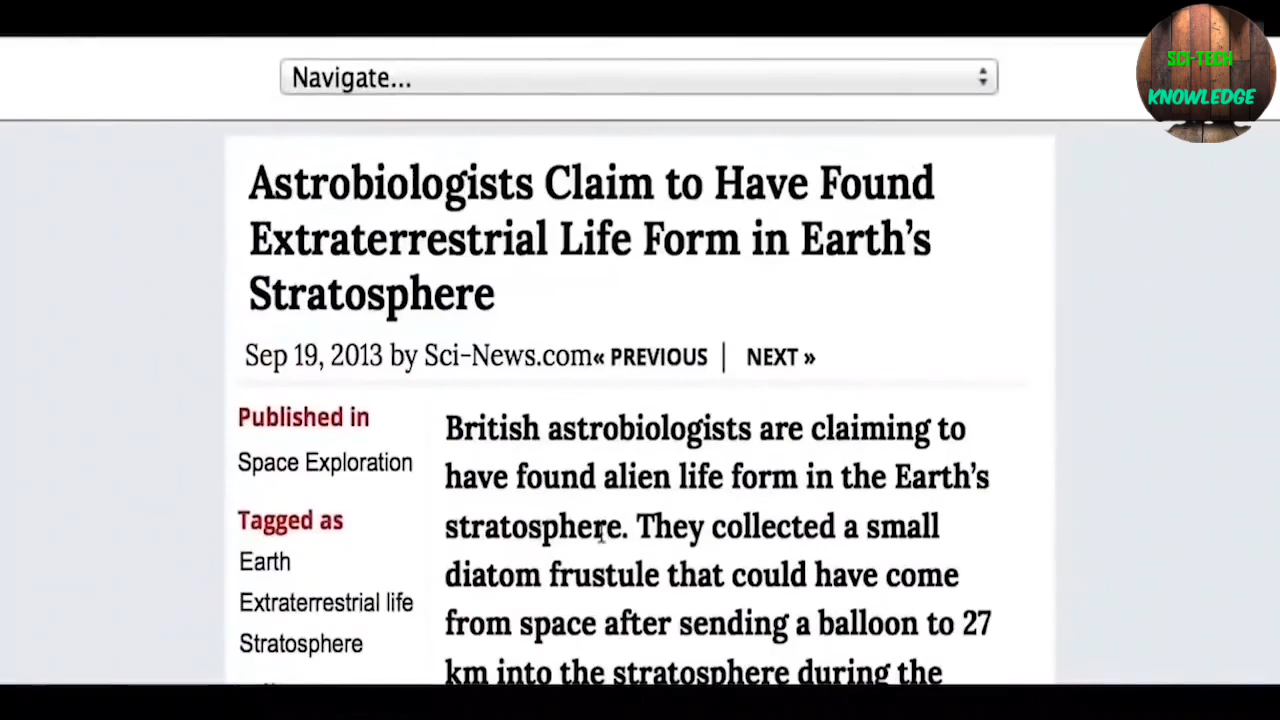 Navigate...
SCI-TECH
KNOWLEDGE
Astrobiologists Claim to Have Found
Extraterrestrial Life Form in Earth's
Stratosphere
Sep 19, 2013 by Sci-News.com« PREVIOUS | NEXT »
Published in
Space Exploration
Tagged as
Earth
Extraterrestrial life
Stratosphere
British astrobiologists are claiming to
have found alien life form in the Earth's
stratosphere. They collected a small
diatom frustule that could have come
from space after sending a balloon to 27
km into the stratosphere during the